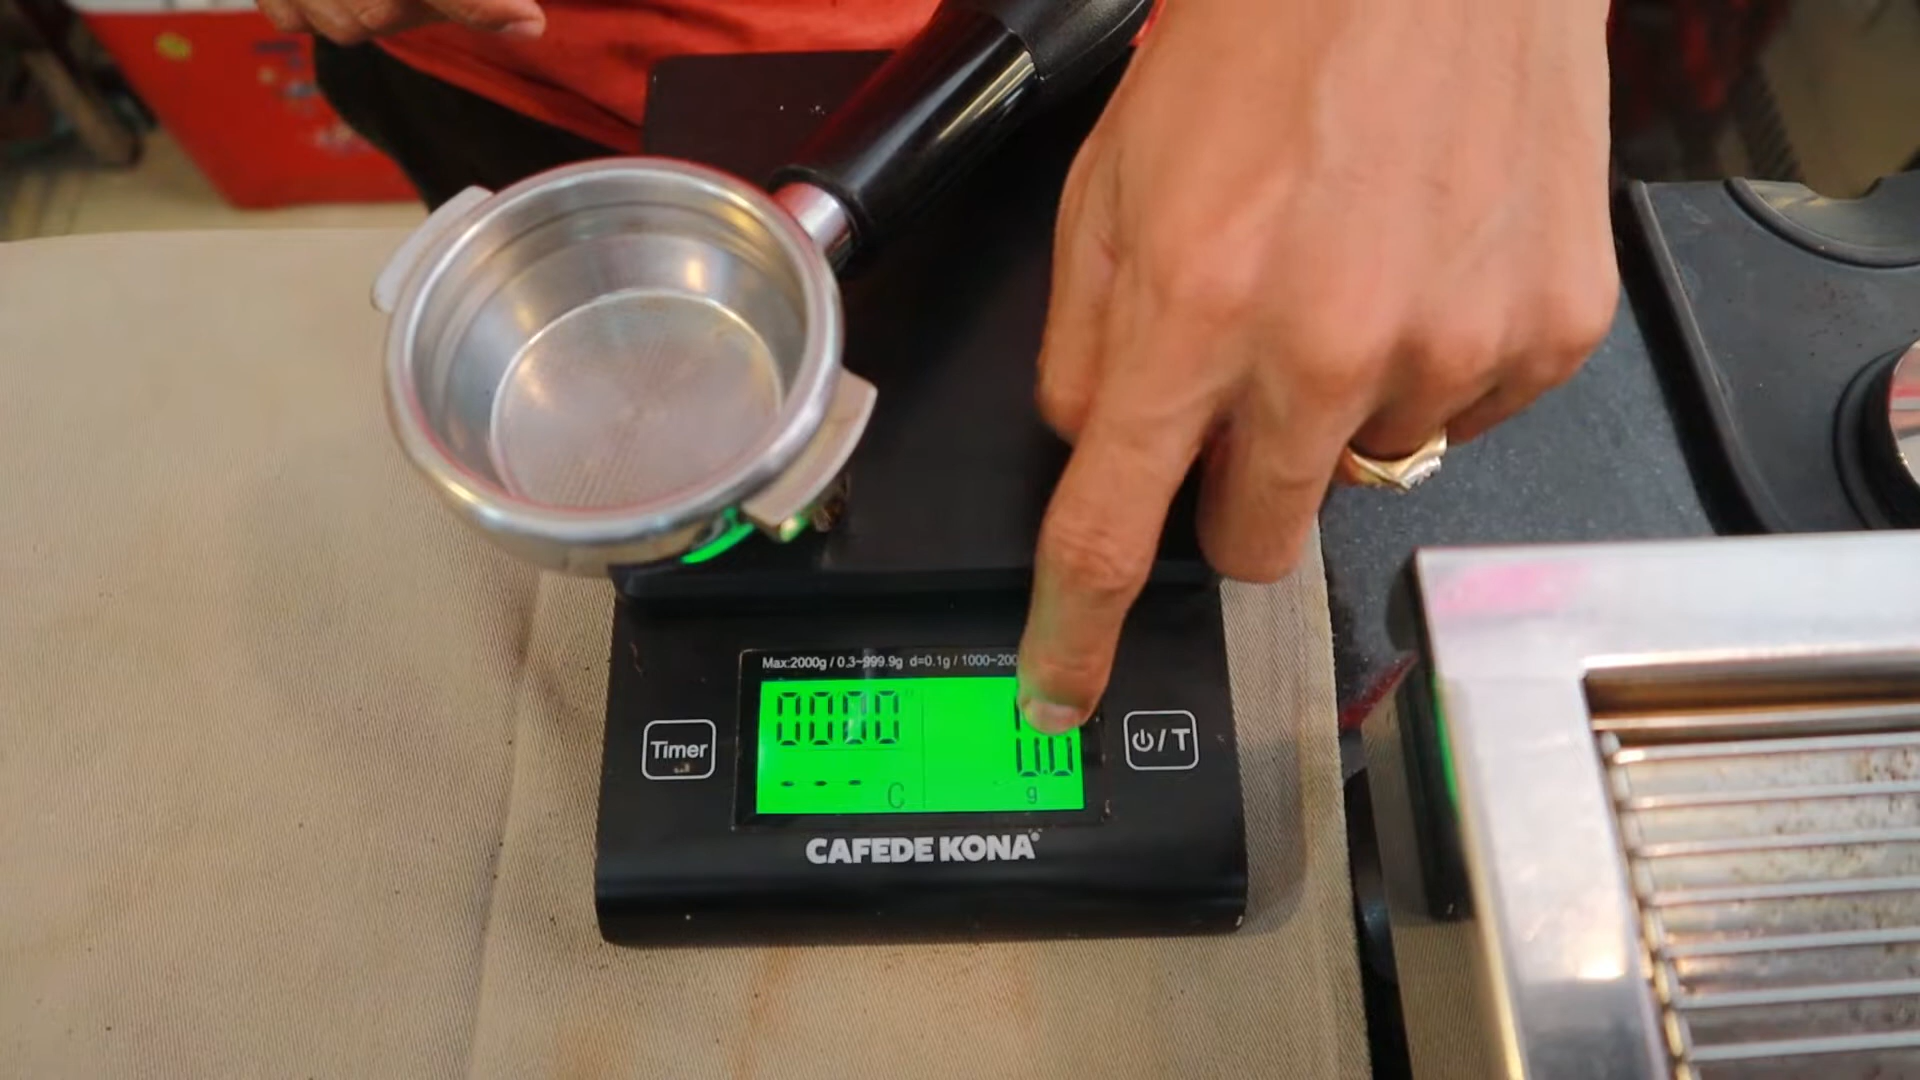 Max:2000g / 0.3~999.9g d=0.1g / 1000~200
0000
0.0
- - - C
g
Timer
⏻/T
CAFEDE KONA®